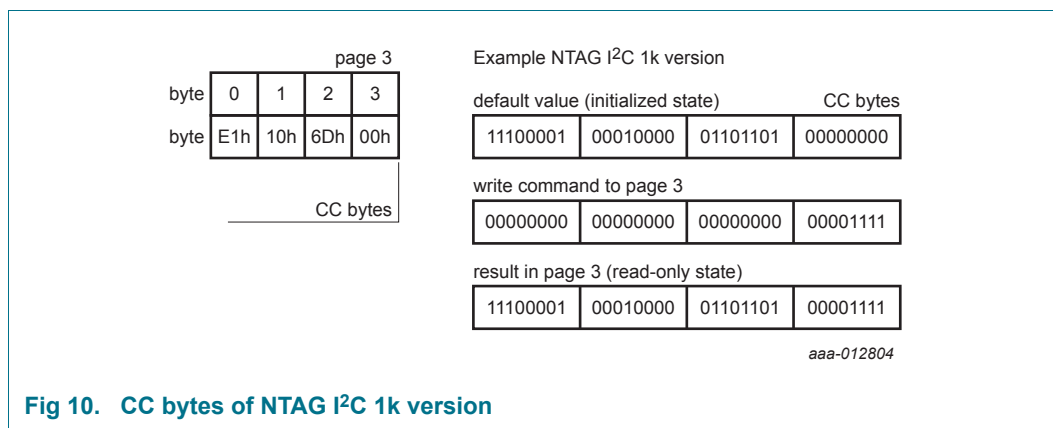 page 3
byte 0 1 2 3
byte E1h 10h 6Dh 00h
CC bytes
Example NTAG I2C 1k version
default value (initialized state) CC bytes
11100001 00010000 01101101 00000000
write command to page 3
00000000 00000000 00000000 00001111
result in page 3 (read-only state)
11100001 00010000 01101101 00001111
aaa-012804
Fig 10. CC bytes of NTAG I2C 1k version